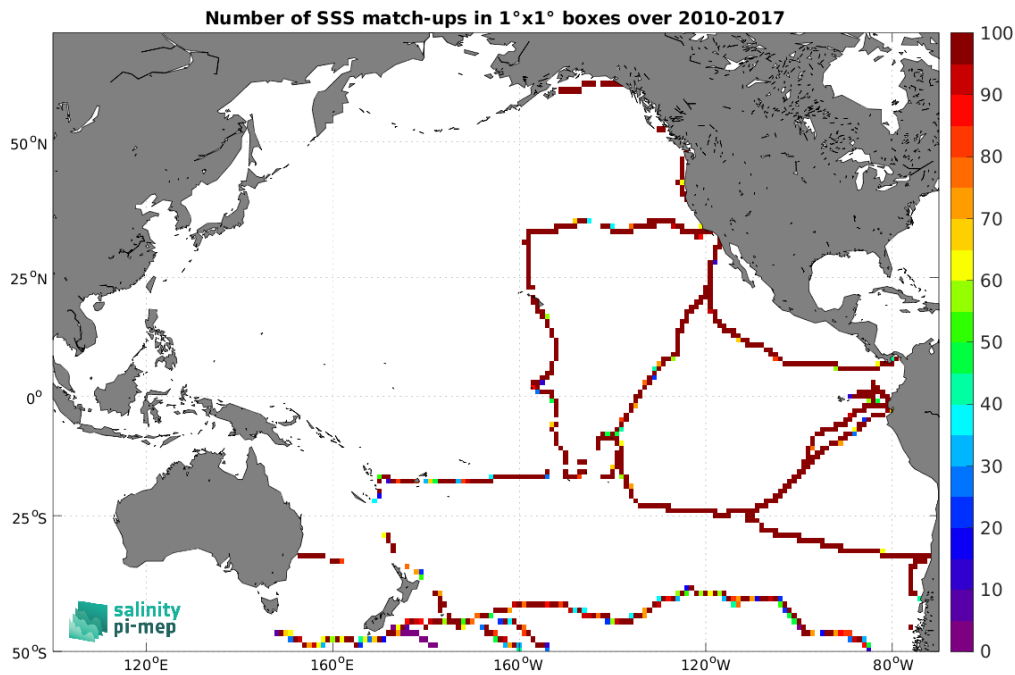 Number of SSS match-ups in 1°x1° boxes over 2010-2017
50°N
25°N
0°
25°S
50°S
120°E
160°E
160°W
120°W
80°W
100
90
80
70
60
50
40
30
20
10
0
salinity
pi-mep